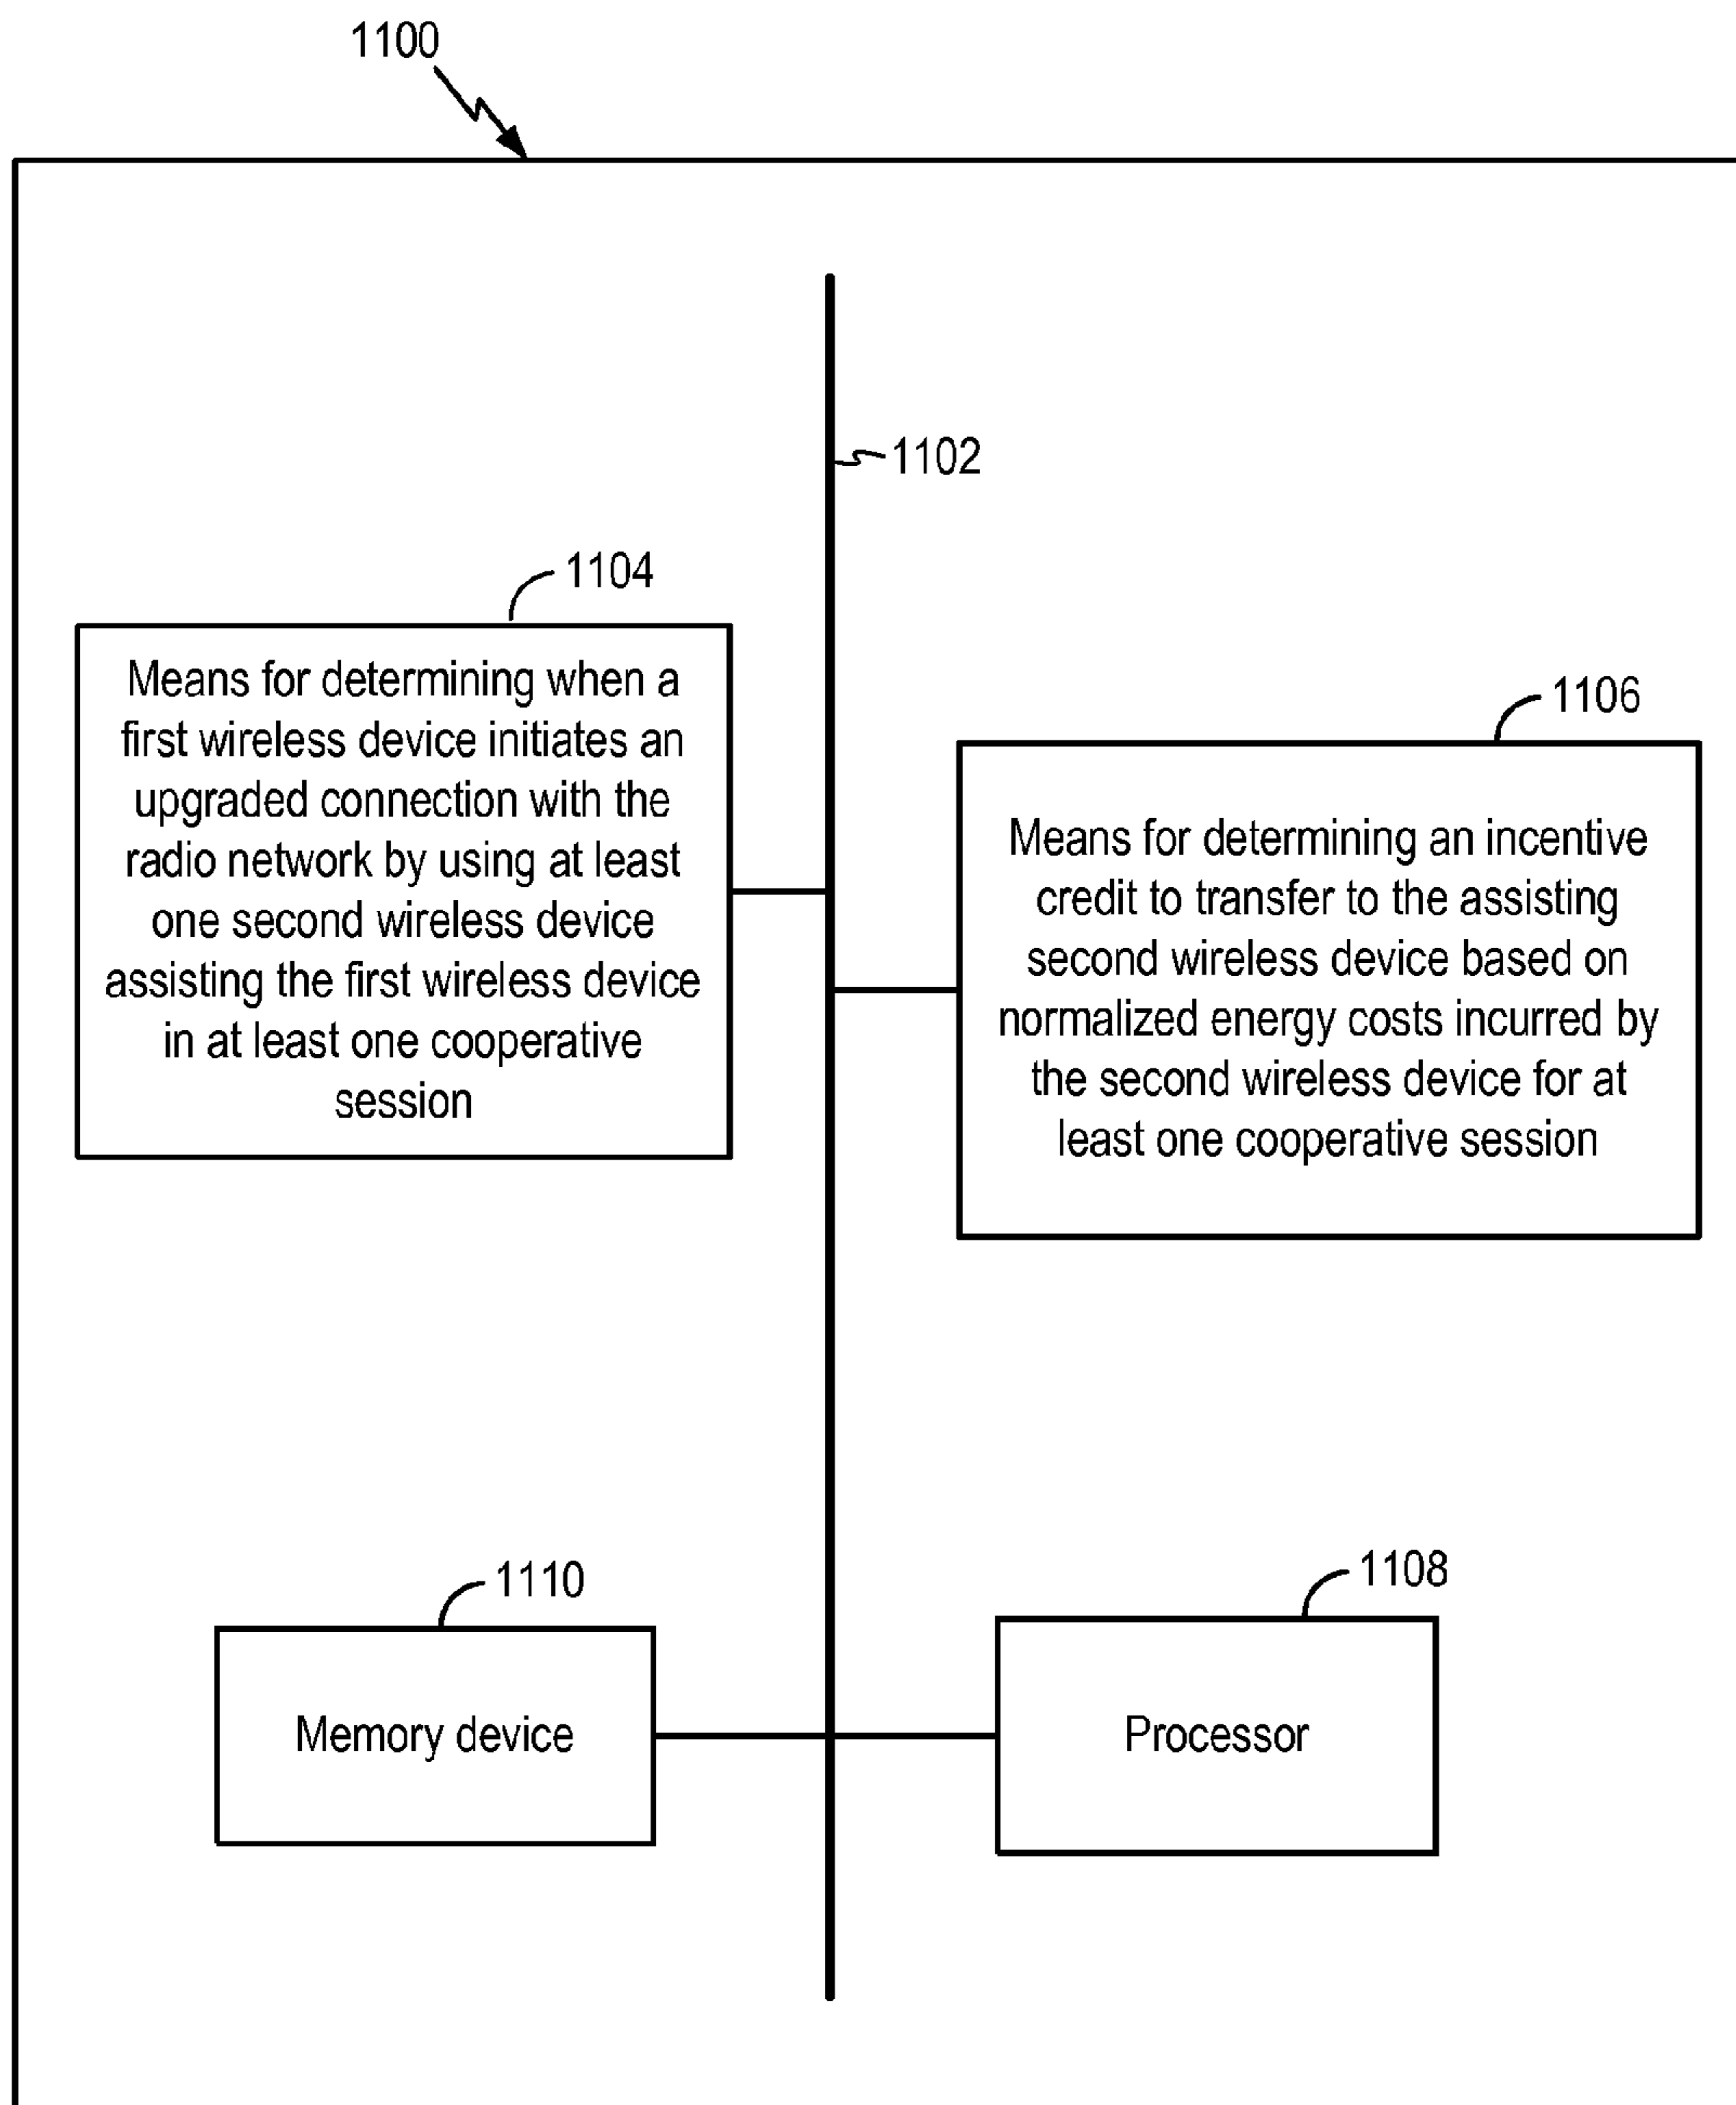 1100
1102
1104
Means for determining when a
first wireless device initiates an
upgraded connection with the
radio network by using at least
one second wireless device
assisting the first wireless device
in at least one cooperative
session
1106
Means for determining an incentive
credit to transfer to the assisting
second wireless device based on
normalized energy costs incurred by
the second wireless device for at
least one cooperative session
1110
Memory device
1108
Processor